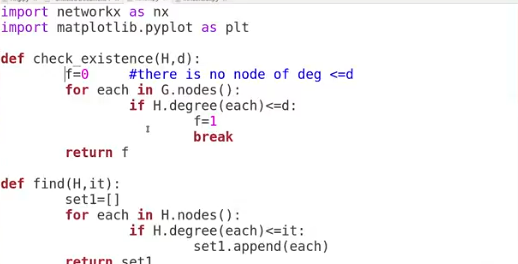 import networkx as nx
import matplotlib.pyplot as plt
def check_existence(H,d):
f=0 #there is no node of deg <=d
for each in G.nodes():
if H.degree(each)<=d:
f=1
break
return f
def find(H,it):
set1=[]
for each in H.nodes():
if H.degree(each)<=it:
set1.append(each)
return set1